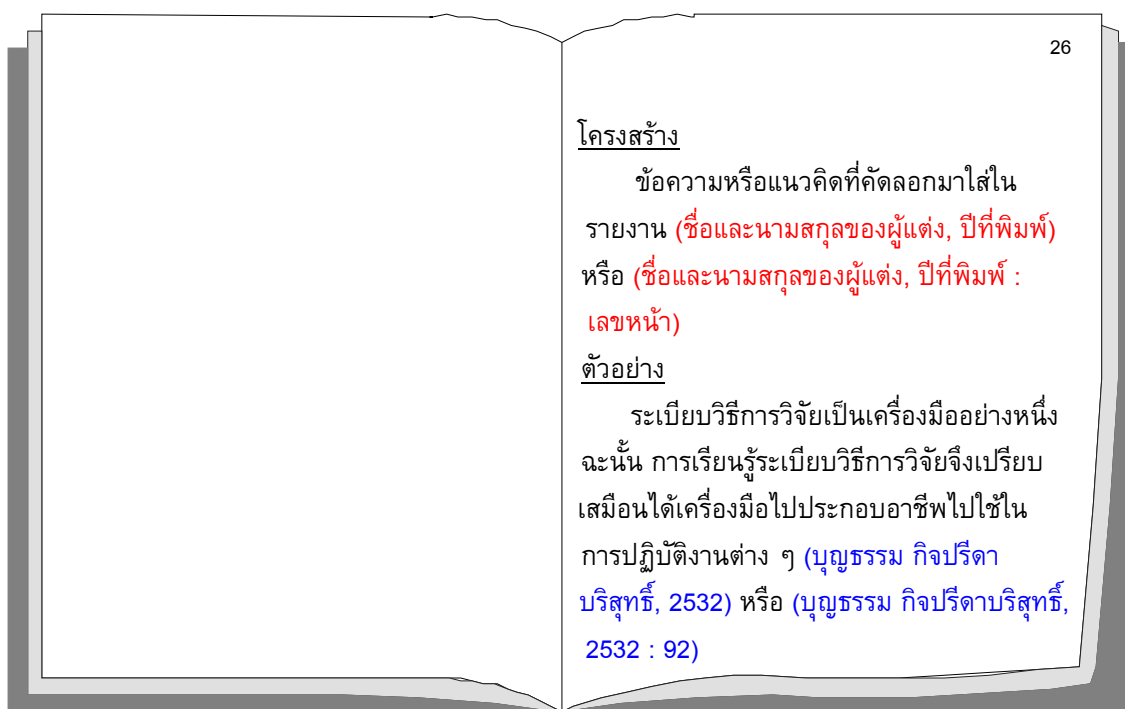 26
โครงสร้าง
ข้อความหรือแนวคิดที่คัดลอกมาใส่ใน
รายงาน (ชื่อและนามสกุลของผู้แต่ง, ปีที่พิมพ์)
หรือ (ชื่อและนามสกุลของผู้แต่ง, ปีที่พิมพ์ :
เลขหน้า)
ตัวอย่าง
ระเบียบวิธีการวิจัยเป็นเครื่องมืออย่างหนึ่ง
ฉะนั้น การเรียนรู้ระเบียบวิธีการวิจัยจึงเปรียบ
เสมือนได้เครื่องมือไปประกอบอาชีพไปใช้ใน
การปฏิบัติงานต่าง ๆ (บุญธรรม กิจปรีดา
บริสุทธิ์, 2532) หรือ (บุญธรรม กิจปรีดาบริสุทธิ์,
2532 : 92)